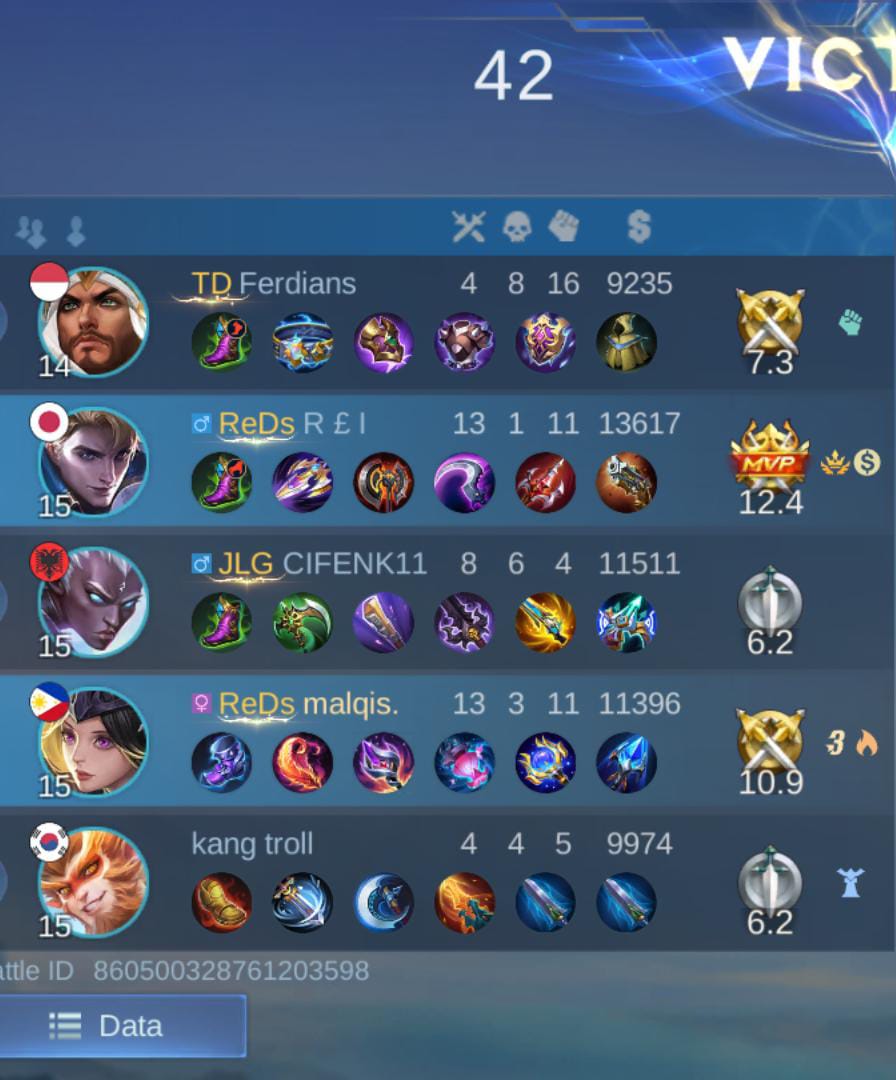 42
VICT
TD Ferdians 4 8 16 9235
14
7.3
ReDs R £ l 13 1 11 13617
15
MVP
12.4
JLG CIFENK11 8 6 4 11511
15
6.2
ReDs malqis. 13 3 11 11396
15
10.9
3
kang troll 4 4 5 9974
15
6.2
attle ID 860500328761203598
Data